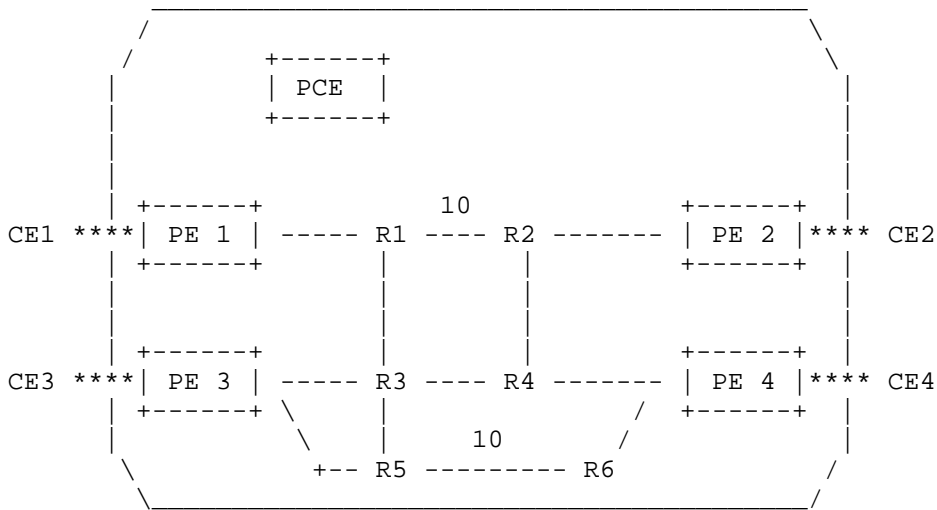 PCE
10
CE1 **** PE 1 ----- R1 ---- R2 ------- PE 2 **** CE2
CE3 **** PE 3 ----- R3 ---- R4 ------- PE 4 **** CE4
10
+-- R5 --------- R6